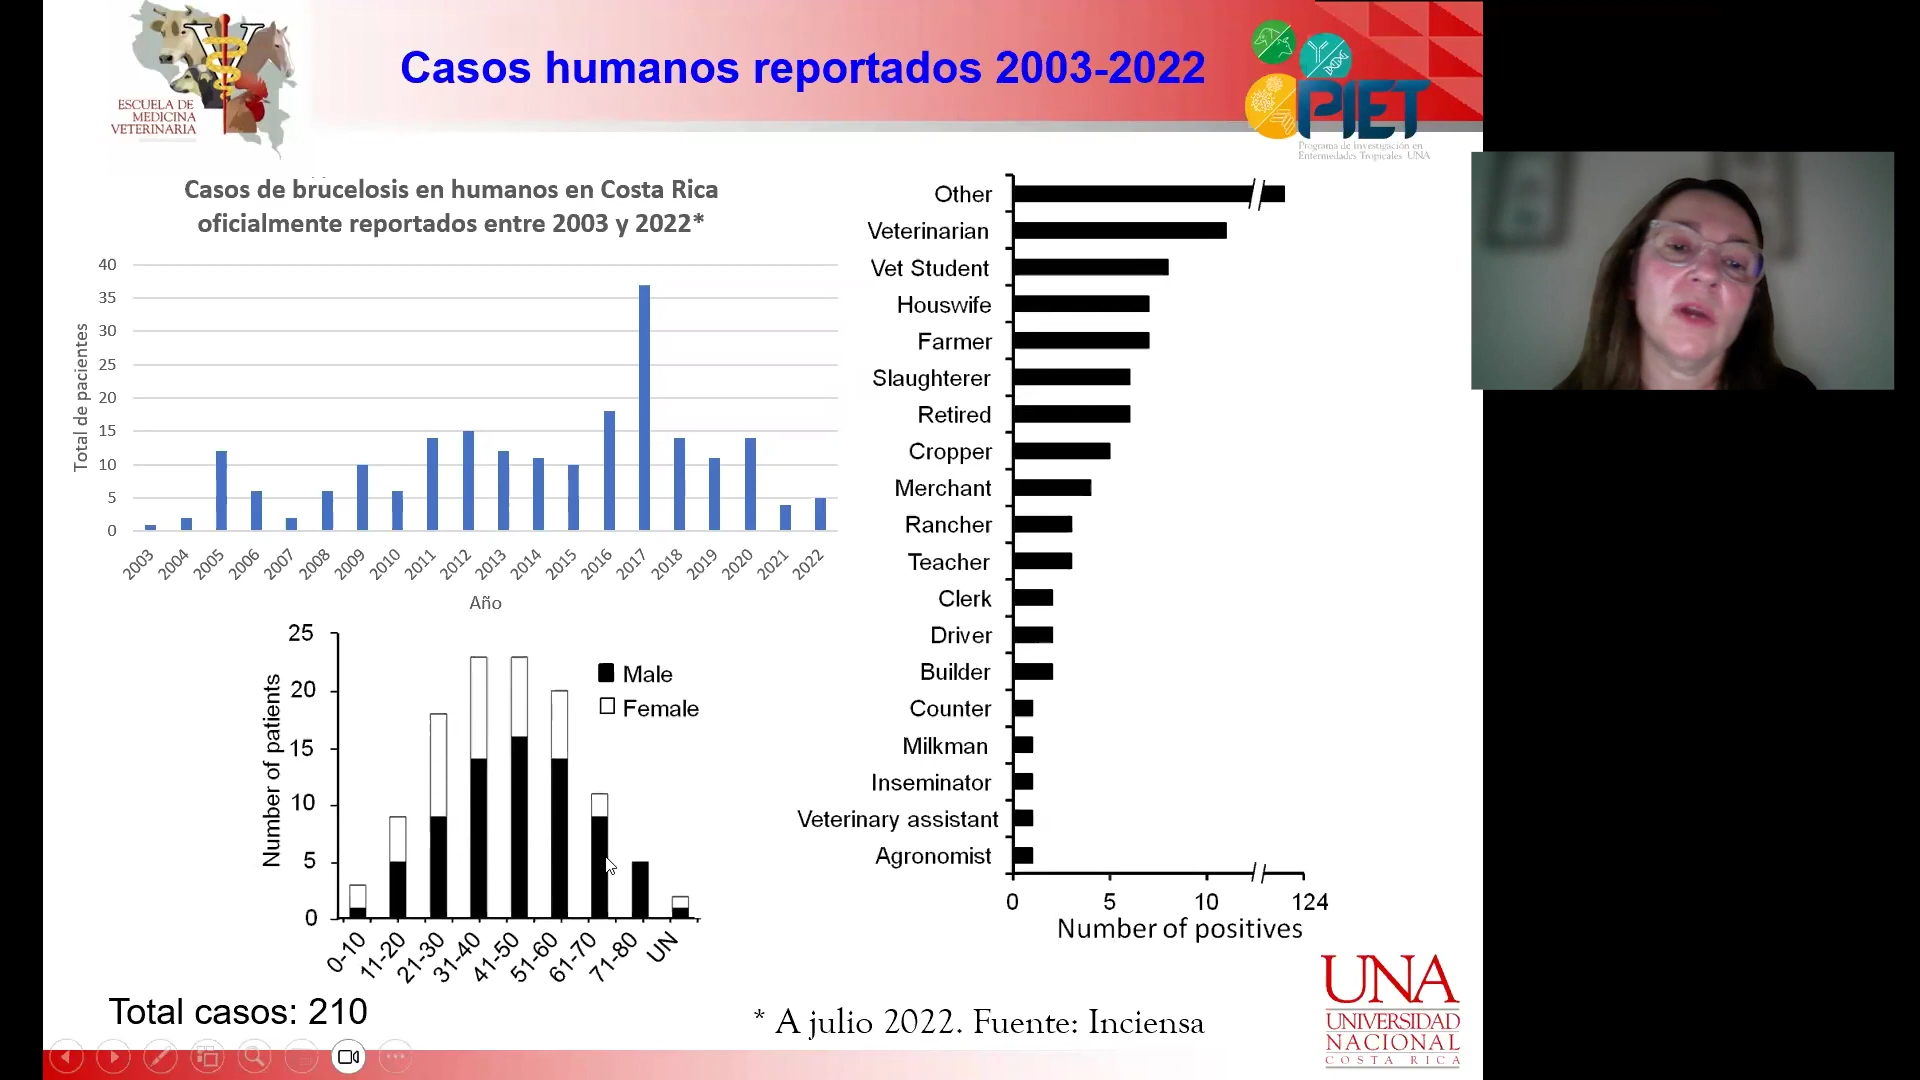 ESCUELA DE
MEDICINA
VETERINARIA
Casos humanos reportados 2003-2022
PIET
Programa de Investigación en
Enfermedades Tropicales UNA
Casos de brucelosis en humanos en Costa Rica
oficialmente reportados entre 2003 y 2022*
Total de pacientes
40
35
30
25
20
15
10
5
0
2003
2004
2005
2006
2007
2008
2009
2010
2011
2012
2013
2014
2015
2016
2017
2018
2019
2020
2021
2022
Año
Number of patients
25
20
15
10
5
0
Male
Female
0-10
11-20
21-30
31-40
41-50
51-60
61-70
71-80
UN
Other
Veterinarian
Vet Student
Houswife
Farmer
Slaughterer
Retired
Cropper
Merchant
Rancher
Teacher
Clerk
Driver
Builder
Counter
Milkman
Inseminator
Veterinary assistant
Agronomist
0 5 10 124
Number of positives
Total casos: 210
* A julio 2022. Fuente: Inciensa
UNA
UNIVERSIDAD
NACIONAL
COSTA RICA